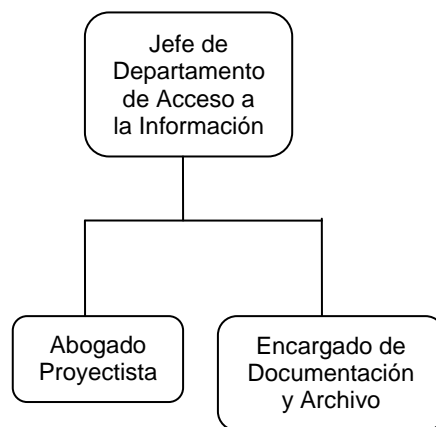 Jefe de
Departamento
de Acceso a
la Información
Abogado
Proyectista
Encargado de
Documentación
y Archivo